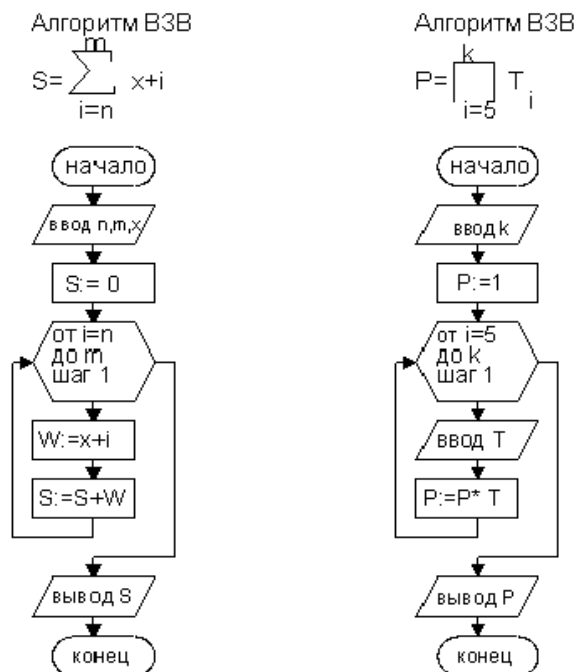 Алгоритм ВЗВ
m
S=∑ x+i
i=n
начало
ввод n,m,x
S:= 0
от i=n
до m
шаг 1
W:=x+i
S:=S+W
вывод S
конец
Алгоритм ВЗВ
k
P=∏ T i
i=5
начало
ввод k
P:=1
от i=5
до k
шаг 1
ввод T
P:=P* T
вывод P
конец